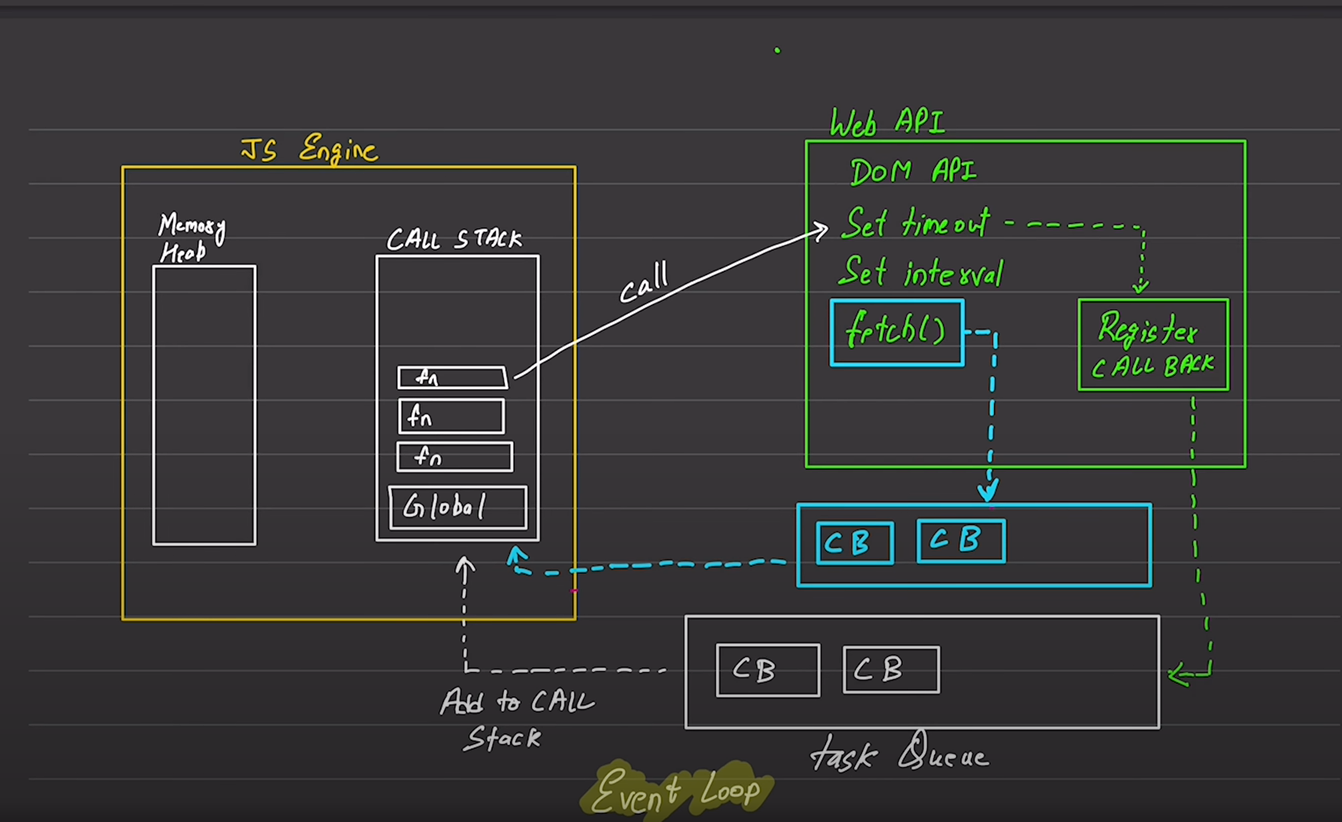 Web API
JS Engine
DOM API
Memory
Heap
CALL STACK
Set timeout
call
Set interval
fetch()
Register
CALL BACK
fn
fn
fn
Global
CB
CB
CB
CB
Add to CALL
Stack
task Queue
Event Loop